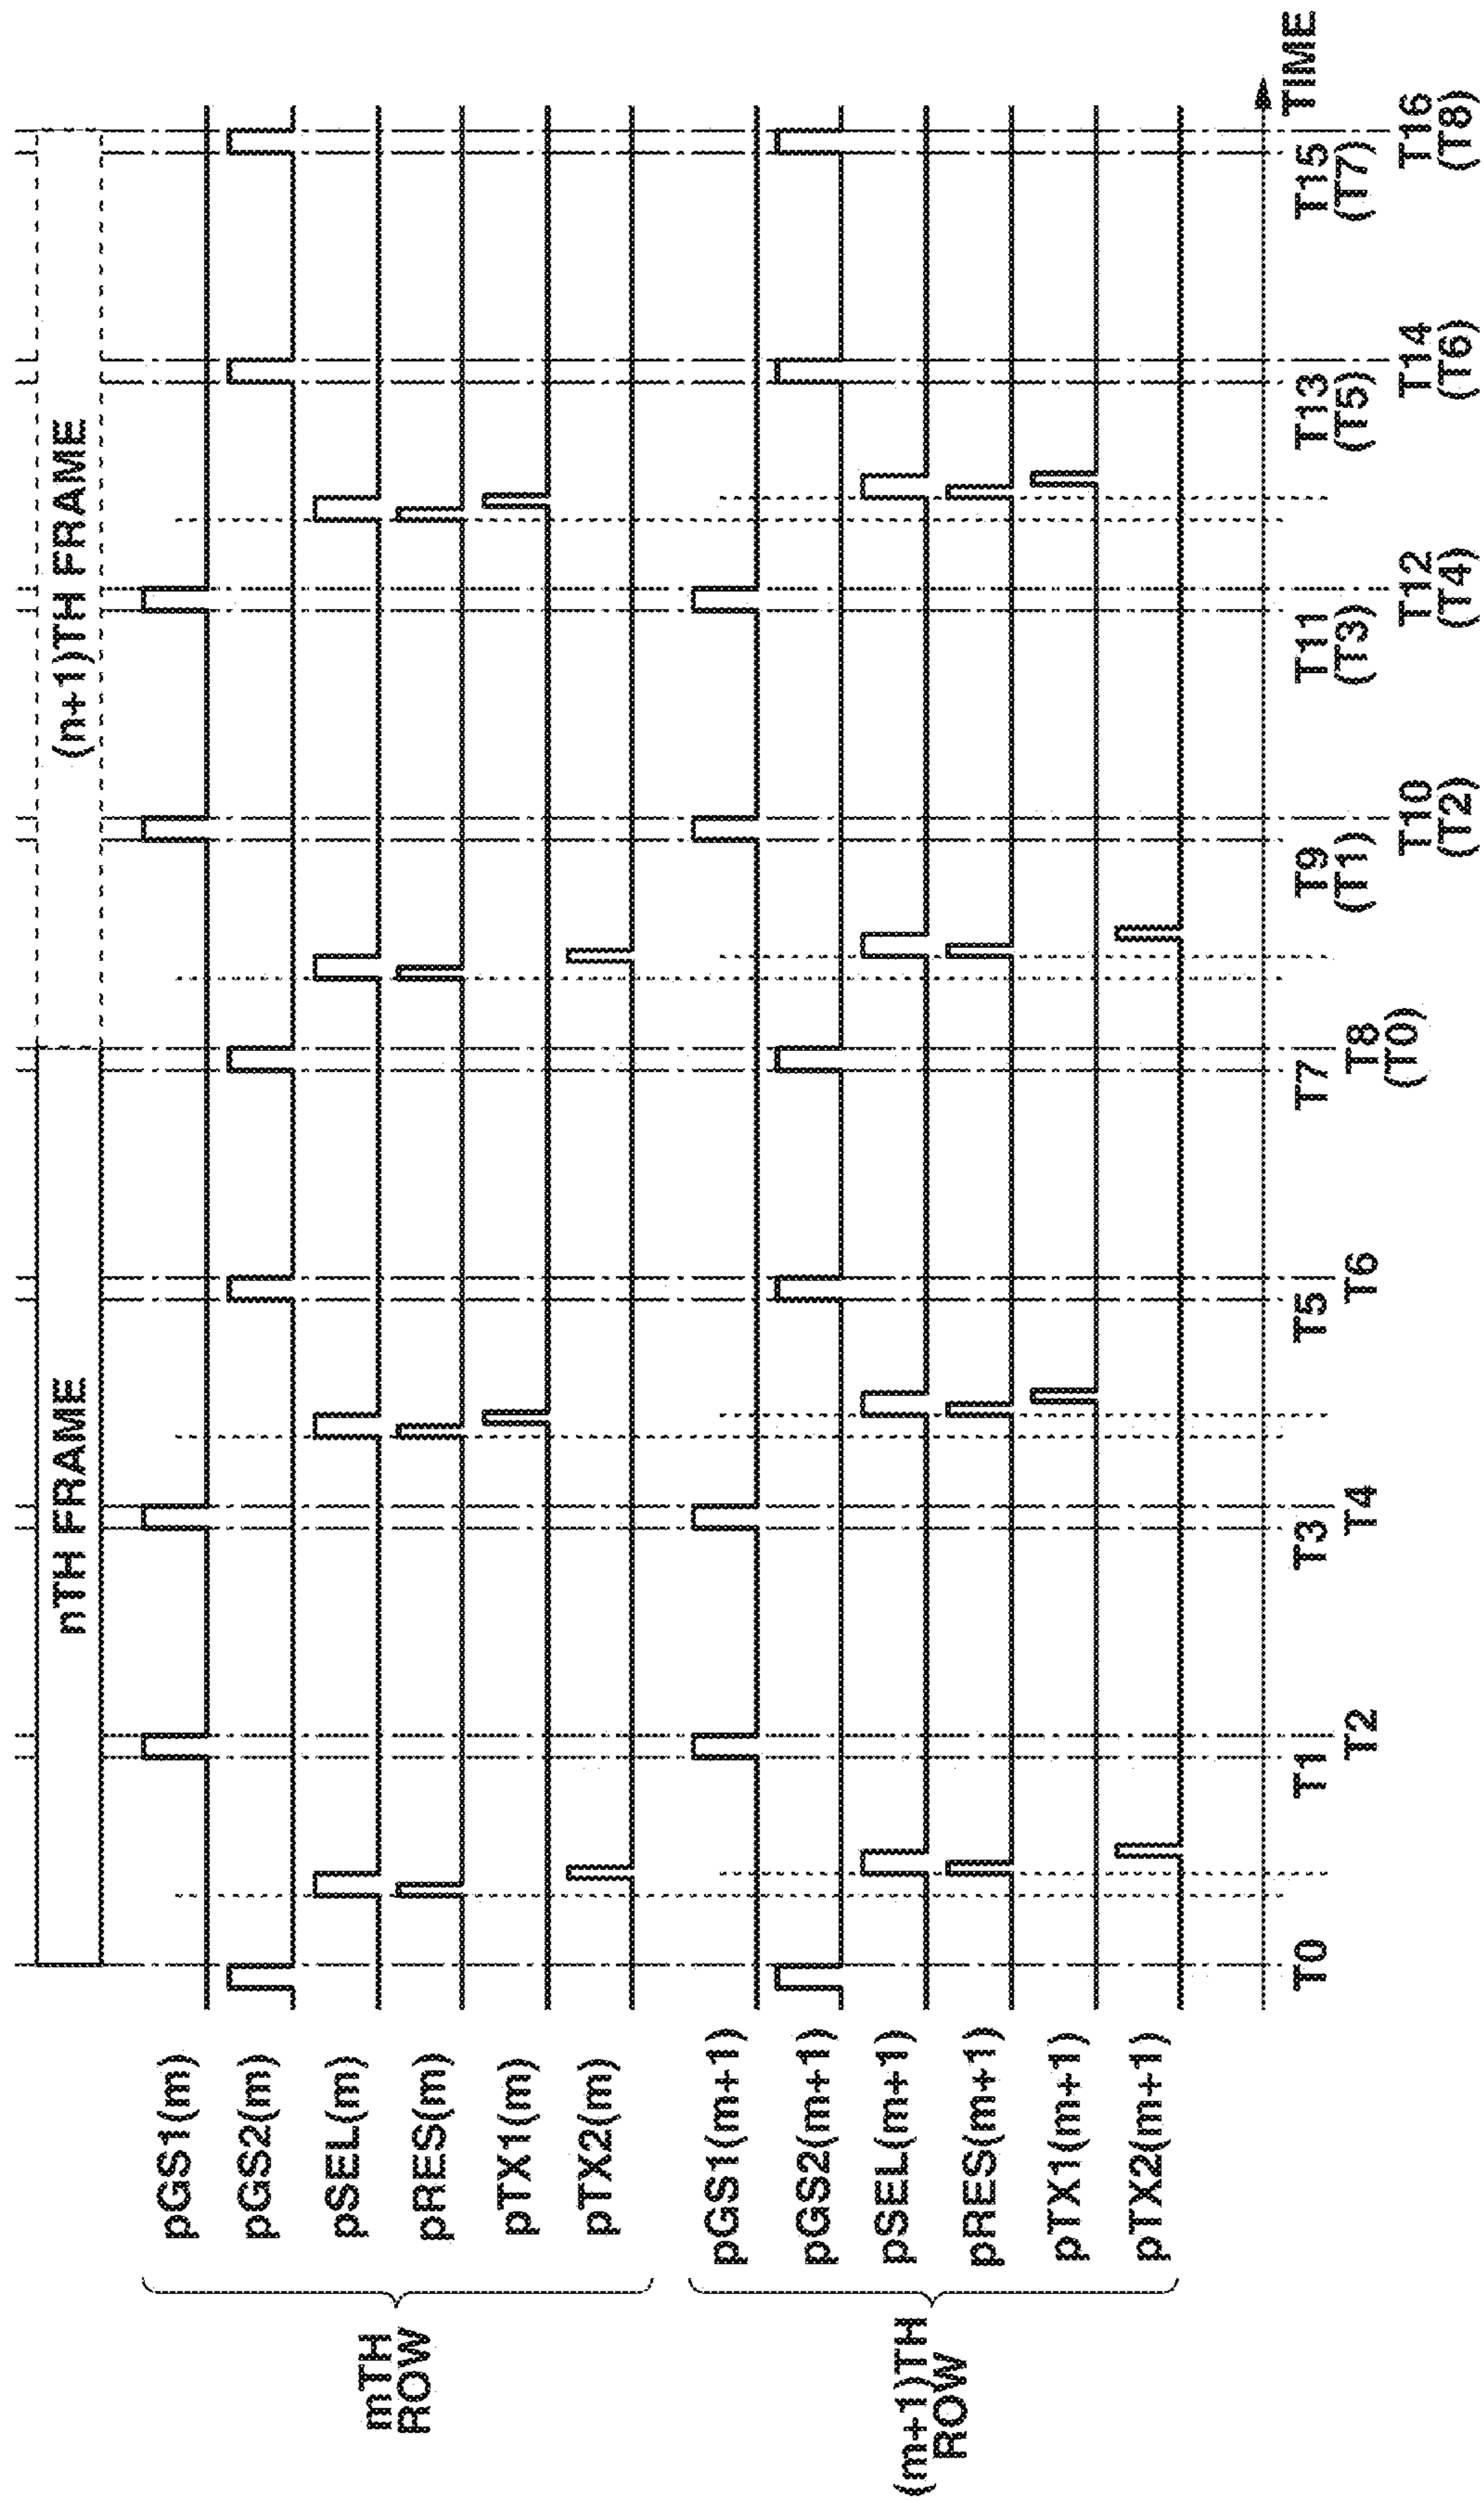 nTH FRAME
(n+1)TH FRAME
mTH
ROW
pGS1(m)
pGS2(m)
pSEL(m)
pRES(m)
pTX1(m)
pTX2(m)
(m+1)TH
ROW
pGS1(m+1)
pGS2(m+1)
pSEL(m+1)
pRES(m+1)
pTX1(m+1)
pTX2(m+1)
TIME
T0
T1
T2
T3
T4
T5
T6
T7
T8
(T0)
T9
(T1)
T10
(T2)
T11
(T3)
T12
(T4)
T13
(T5)
T14
(T6)
T15
(T7)
T16
(T8)